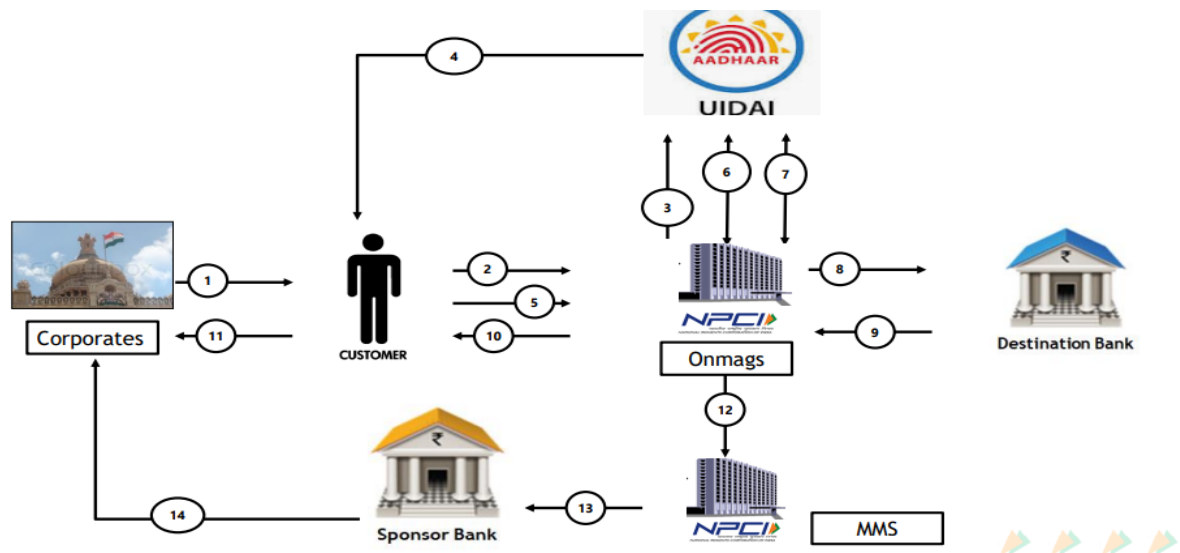 4
AADHAAR
UIDAI
3
6
7
1
2
5
8
₹
NPCI
Onmags
9
Destination Bank
Corporates
11
CUSTOMER
10
12
₹
Sponsor Bank
13
14
NPCI
MMS